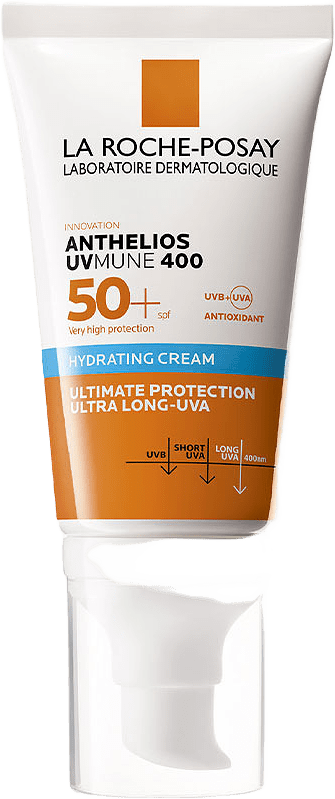 LA ROCHE-POSAY
LABORATOIRE DERMATOLOGIQUE
INNOVATION
ANTHELIOS
UVMUNE 400
50+ spf
Very high protection
UVB+UVA
ANTIOXIDANT
HYDRATING CREAM
ULTIMATE PROTECTION
ULTRA LONG-UVA
UVB
SHORT UVA
LONG UVA
400nm